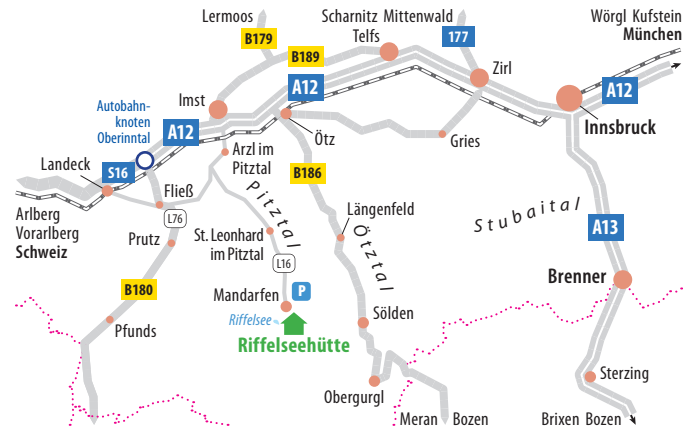 Lermoos
Scharnitz Mittenwald
Telfs
Wörgl Kufstein
München
B179
177
B189
Zirl
A12
A12
Imst
Autobahn-
knoten
Oberinntal
A12
Innsbruck
Ötz
Gries
Arzl im
Pitztal
Landeck
S16
B186
Fließ
Pitztal
Arlberg
Vorarlberg
Schweiz
L76
Längenfeld
Stubaital
A13
Prutz
St. Leonhard
im Pitztal
Ötztal
L16
Brenner
B180
Mandarfen
P
Riffelsee
Sölden
Pfunds
Riffelseehütte
Sterzing
Obergurgl
Meran
Bozen
Brixen Bozen